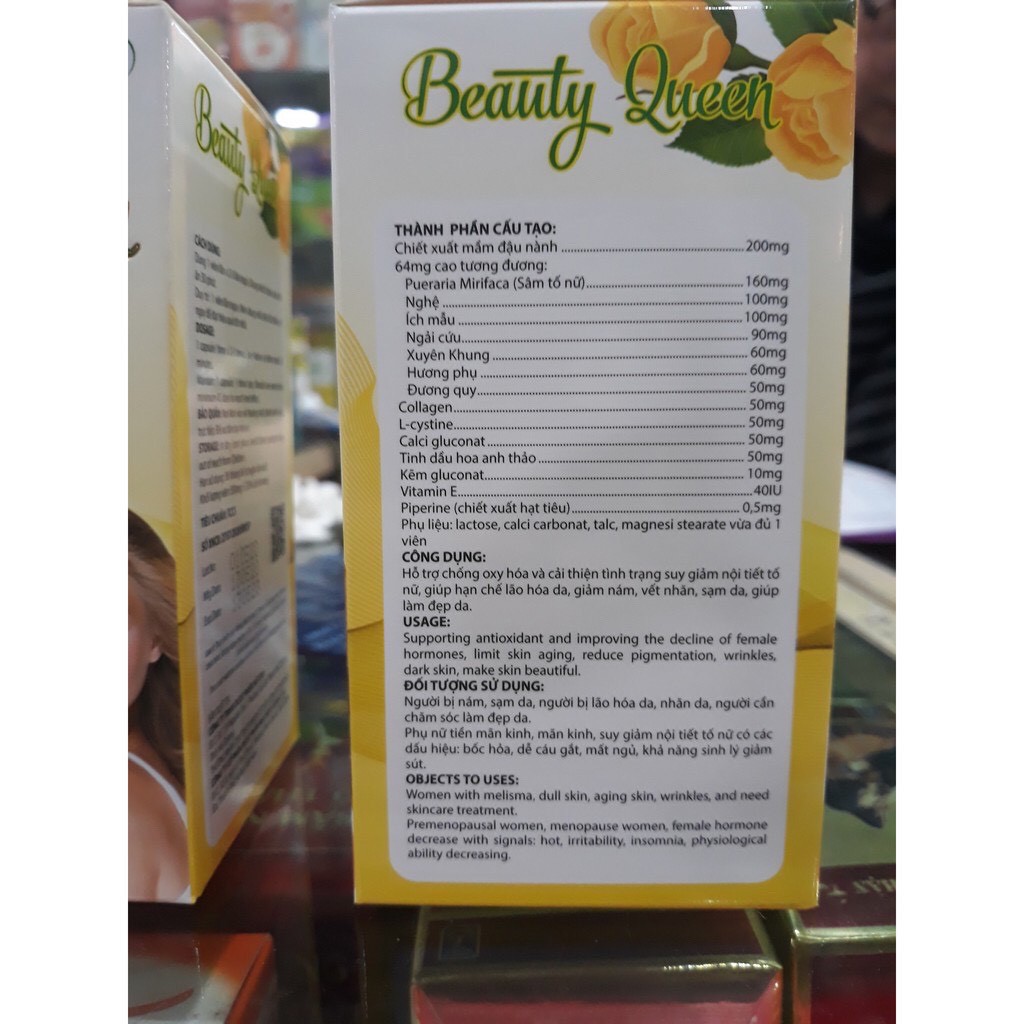 Beauty Queen
THÀNH PHẦN CẤU TẠO:
Chiết xuất mầm đậu nành ........ 200mg
64mg cao tương đương:
Pueraria Mirifaca (Sâm tố nữ) ........ 160mg
Nghệ ........ 100mg
Ích mẫu ........ 100mg
Ngải cứu ........ 90mg
Xuyên Khung ........ 60mg
Hương phụ ........ 60mg
Đương quy ........ 50mg
Collagen ........ 50mg
L-cystine ........ 50mg
Calci gluconat ........ 50mg
Tinh dầu hoa anh thảo ........ 50mg
Kẽm gluconat ........ 10mg
Vitamin E ........ 40IU
Piperine (chiết xuất hạt tiêu) ........ 0,5mg
Phụ liệu: lactose, calci carbonat, talc, magnesi stearate vừa đủ 1
viên
CÔNG DỤNG:
Hỗ trợ chống oxy hóa và cải thiện tình trạng suy giảm nội tiết tố
nữ, giúp hạn chế lão hóa da, giảm nám, vết nhăn, sạm da, giúp
làm đẹp da.
USAGE:
Supporting antioxidant and improving the decline of female
hormones, limit skin aging, reduce pigmentation, wrinkles,
dark skin, make skin beautiful.
ĐỐI TƯỢNG SỬ DỤNG:
Người bị nám, sạm da, người bị lão hóa da, nhăn da, người cần
chăm sóc làm đẹp da.
Phụ nữ tiền mãn kinh, mãn kinh, suy giảm nội tiết tố nữ có các
dấu hiệu: bốc hỏa, dễ cáu gắt, mất ngủ, khả năng sinh lý giảm
sút.
OBJECTS TO USES:
Women with melisma, dull skin, aging skin, wrinkles, and need
skincare treatment.
Premenopausal women, menopause women, female hormone
decrease with signals: hot, irritability, insomnia, physiological
ability decreasing.
Beauty
CÁCH DÙNG:
DOSAGE:
BẢO QUẢN:
STORAGE:
TIÊU CHUẨN: